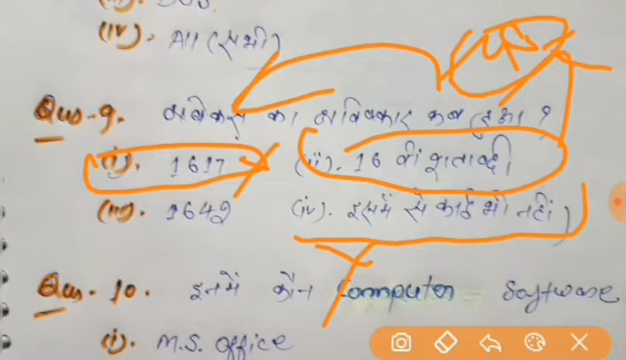 (iv). All (सभी)
Qus-9. अबेकस का आविष्कार कब हुआ ?
(i). 1617 (ii). 16 वीं शताब्दी
(iii). 1642 (iv). इसमें से कोई भी नहीं
Qus-10. इनमें कौन Computer Software
(i). M.S. office